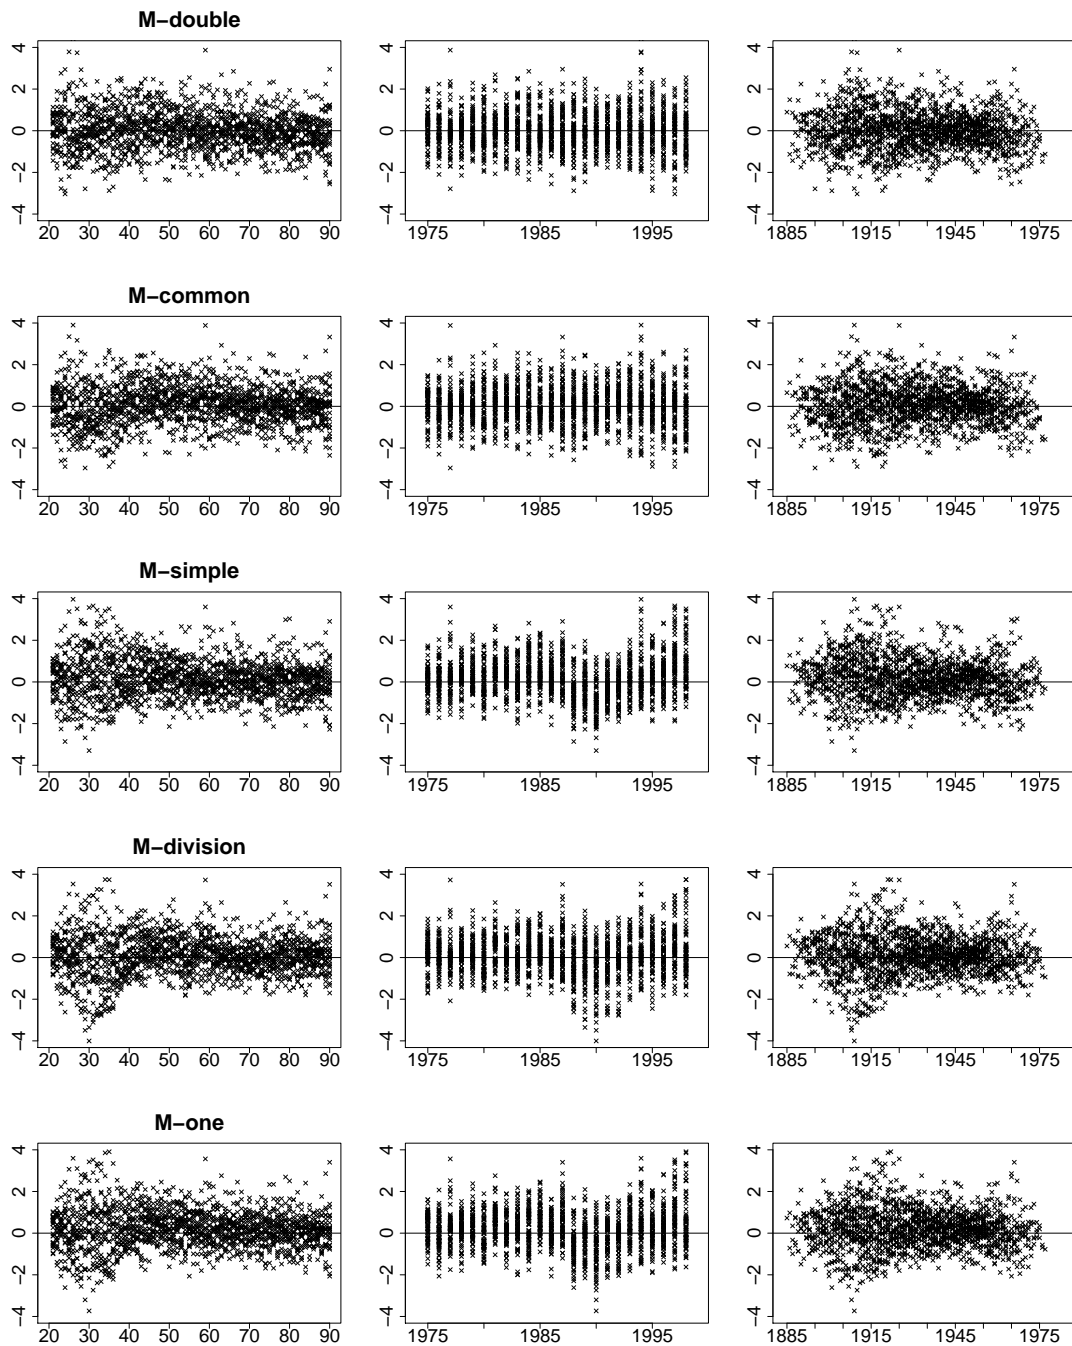 M−double
4 2 0 −2 −4 4 2 0 −2 −4 4 2 0 −2 −4
20 30 40 50 60 70 80 90 1975 1985 1995 1885 1915 1945 1975
M−common
4 2 0 −2 −4 4 2 0 −2 −4 4 2 0 −2 −4
20 30 40 50 60 70 80 90 1975 1985 1995 1885 1915 1945 1975
M−simple
4 2 0 −2 −4 4 2 0 −2 −4 4 2 0 −2 −4
20 30 40 50 60 70 80 90 1975 1985 1995 1885 1915 1945 1975
M−division
4 2 0 −2 −4 4 2 0 −2 −4 4 2 0 −2 −4
20 30 40 50 60 70 80 90 1975 1985 1995 1885 1915 1945 1975
M−one
4 2 0 −2 −4 4 2 0 −2 −4 4 2 0 −2 −4
20 30 40 50 60 70 80 90 1975 1985 1995 1885 1915 1945 1975